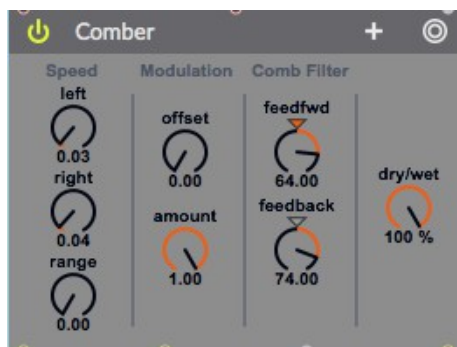 Comber
Speed
left
0.03
right
0.04
range
0.00
Modulation
offset
0.00
amount
1.00
Comb Filter
feedfwd
64.00
feedback
74.00
dry/wet
100 %